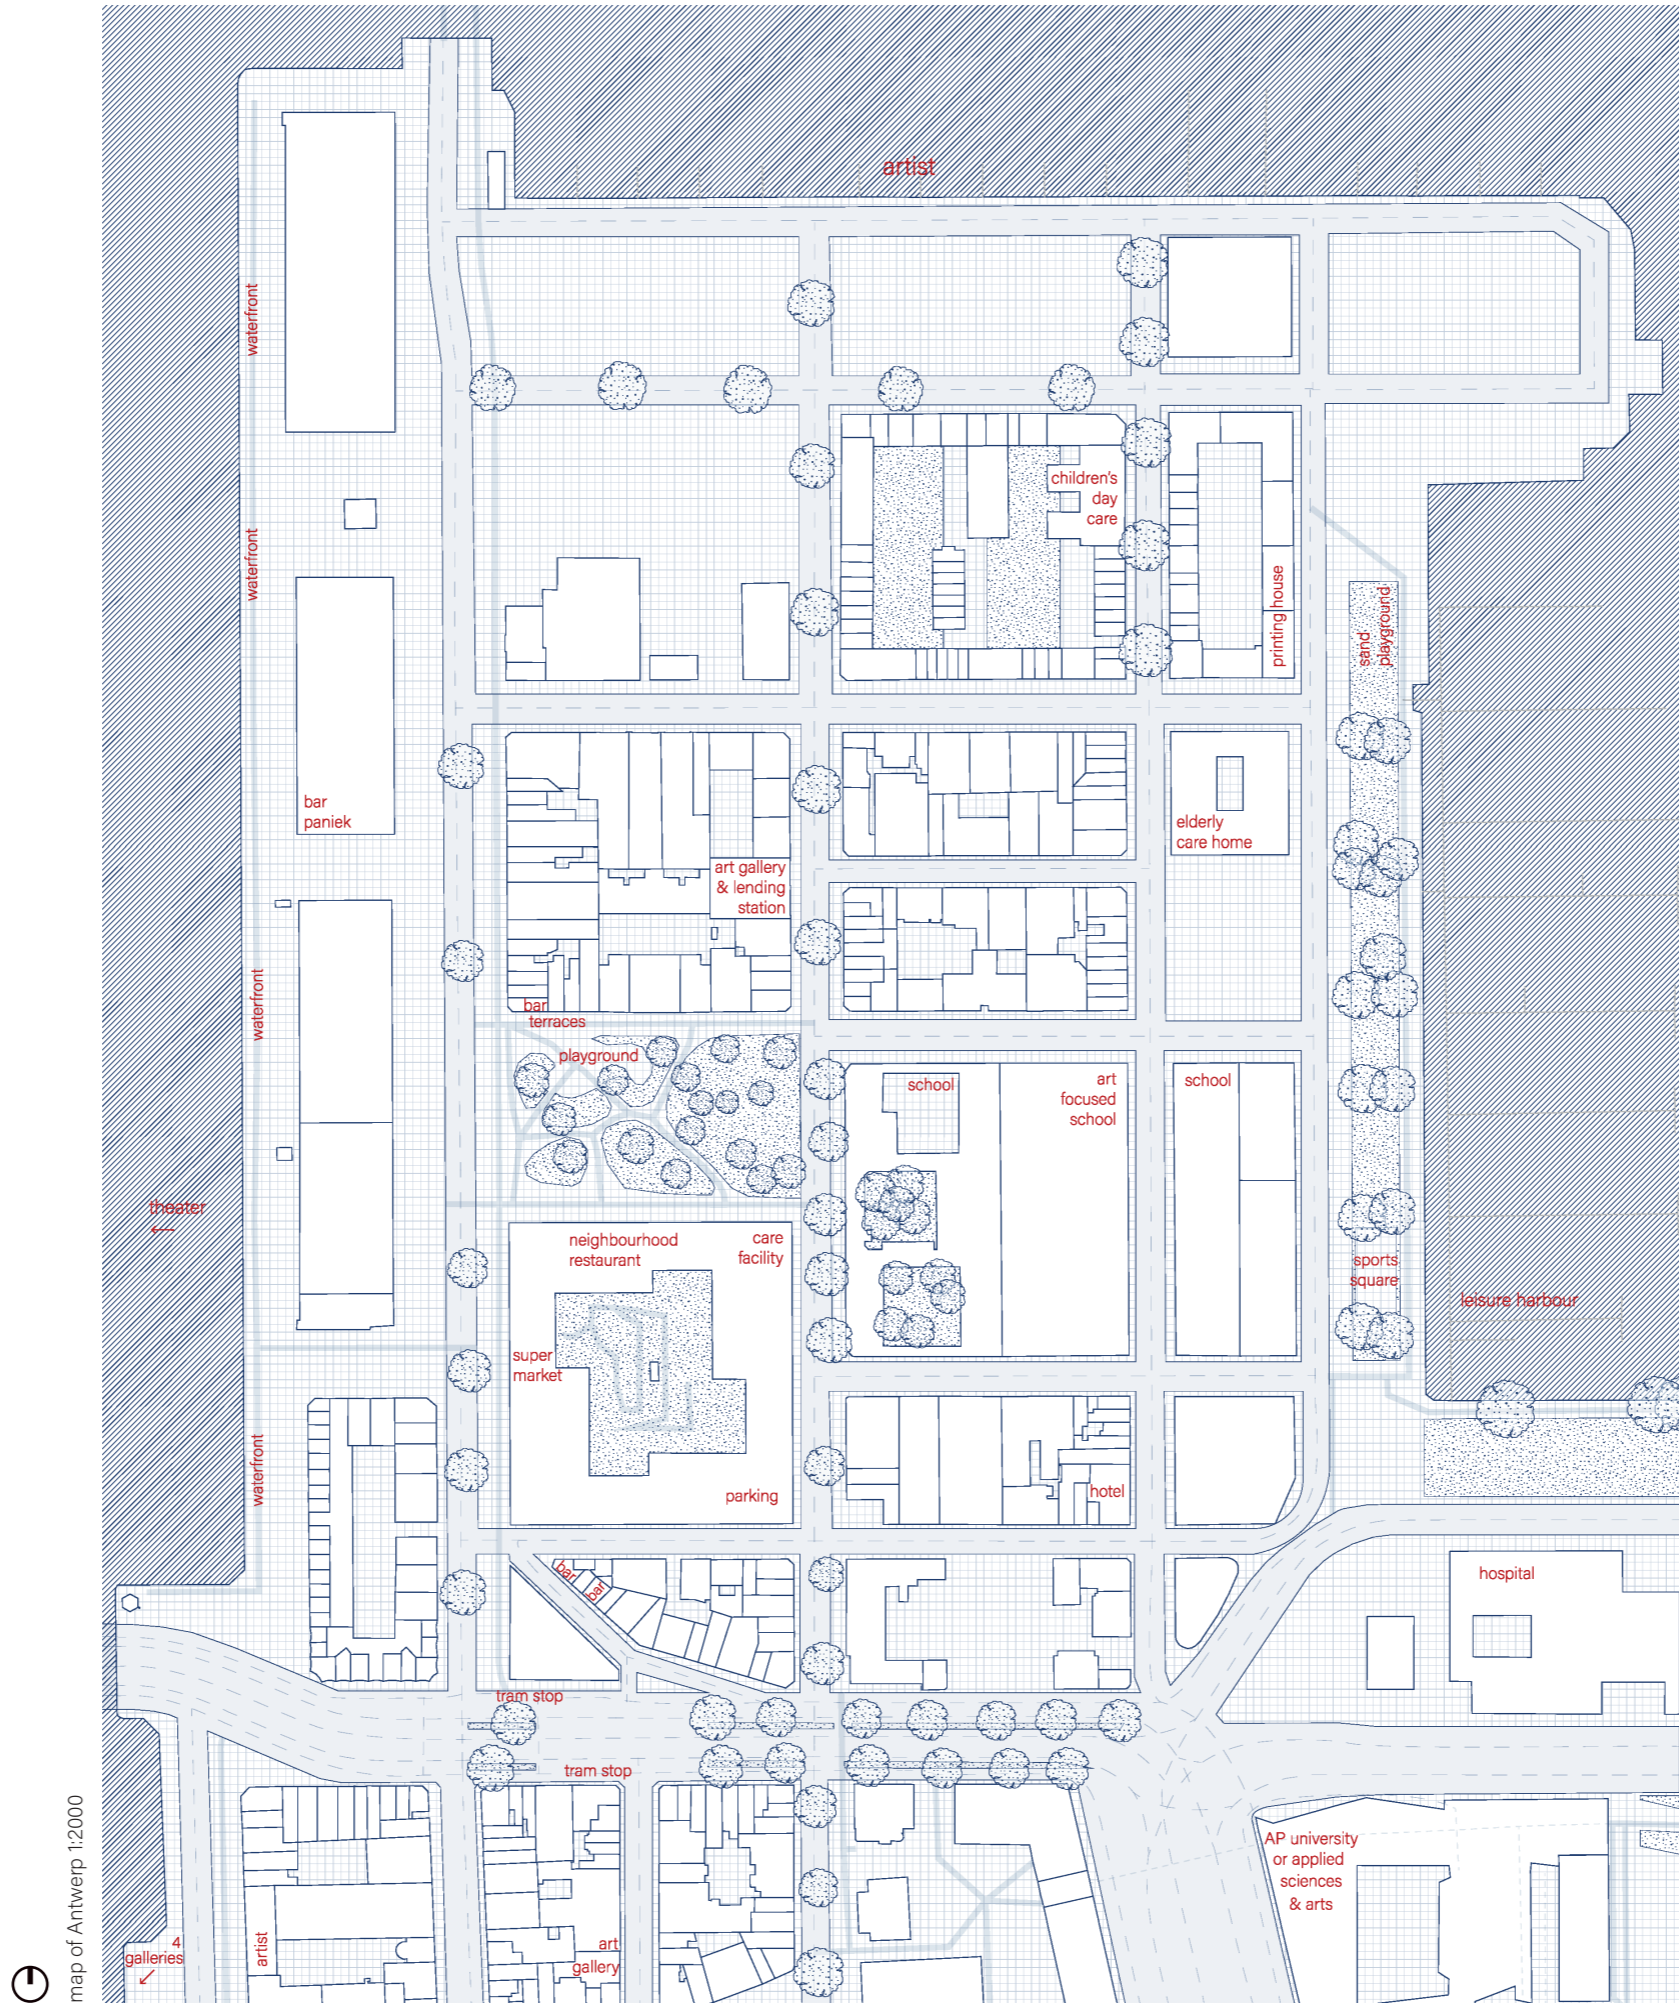 artist
waterfront
children's
day
care
waterfront
printing house
sand
playground
bar
paniek
elderly
care home
art gallery
& lending
station
waterfront
bar
terraces
playground
school
art
focused
school
school
theater
neighbourhood
restaurant
care
facility
sports
square
leisure harbour
super
market
waterfront
parking
hotel
bar
bar
hospital
tram stop
tram stop
AP university
or applied
sciences
& arts
4
galleries
artist
art
gallery
map of Antwerp 1:2000